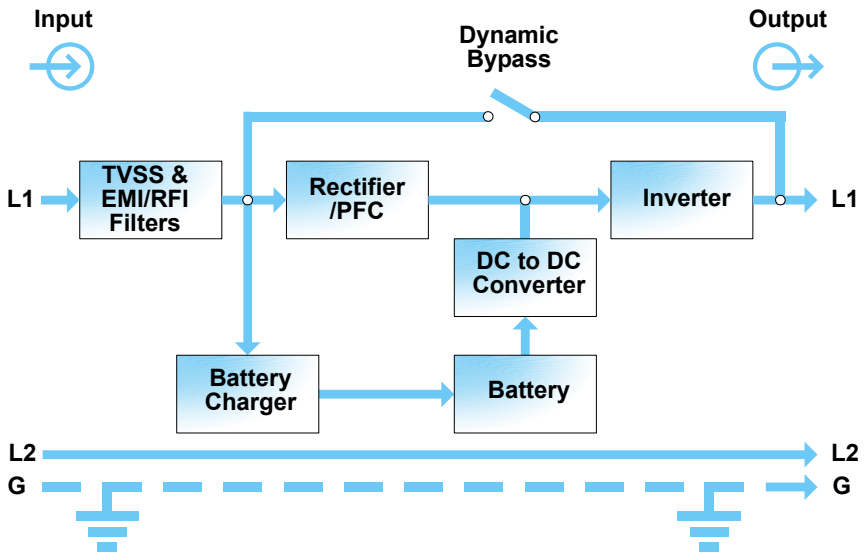 Input
Output
Dynamic
Bypass
L1
TVSS &
EMI/RFI
Filters
Rectifier
/PFC
Inverter
L1
DC to DC
Converter
Battery
Charger
Battery
L2
L2
G
G